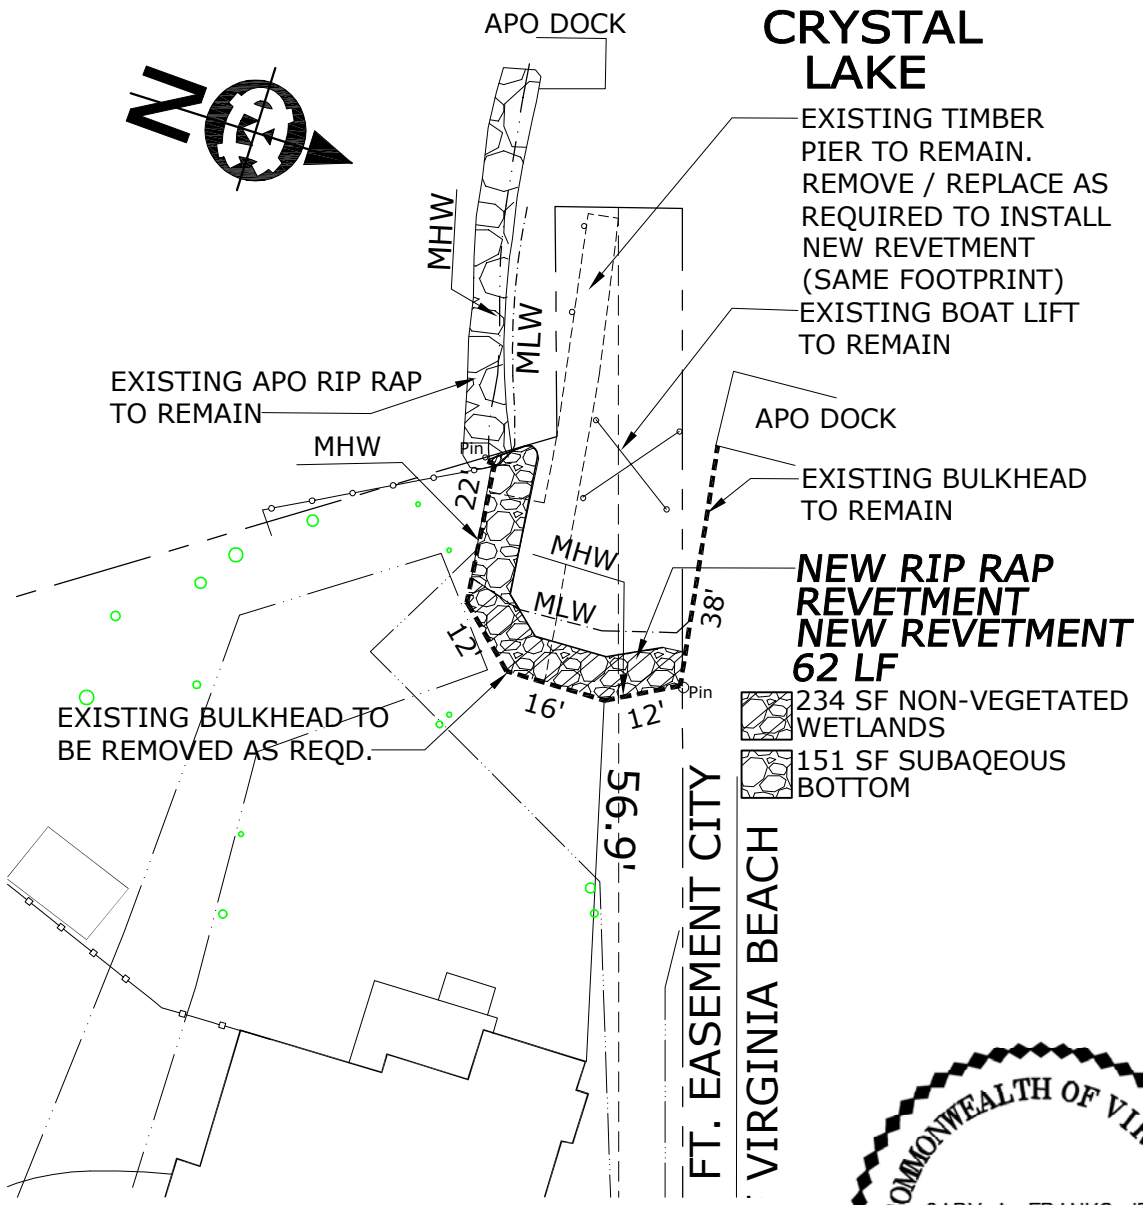 APO DOCK
CRYSTAL
LAKE
N
EXISTING TIMBER
PIER TO REMAIN.
REMOVE / REPLACE AS
REQUIRED TO INSTALL
NEW REVETMENT
(SAME FOOTPRINT)
EXISTING BOAT LIFT
TO REMAIN
MHW
MLW
EXISTING APO RIP RAP
TO REMAIN
APO DOCK
MHW
Pin
22'
EXISTING BULKHEAD
TO REMAIN
MHW
MLW
NEW RIP RAP
REVETMENT
NEW REVETMENT
62 LF
38'
12'
16'
12'
Pin
234 SF NON-VEGETATED
WETLANDS
151 SF SUBAQEOUS
BOTTOM
EXISTING BULKHEAD TO
BE REMOVED AS REQD.
56.9'
FT. EASEMENT CITY
VIRGINIA BEACH